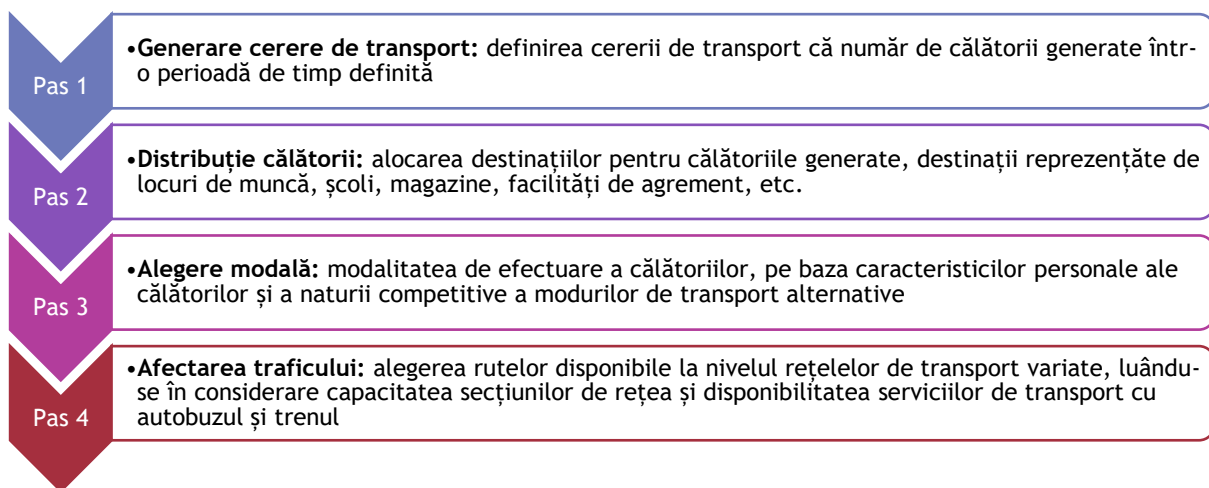 Pas 1
•Generare cerere de transport: definirea cererii de transport că număr de călătorii generate într-
o perioadă de timp definită
Pas 2
•Distribuție călătorii: alocarea destinațiilor pentru călătoriile generate, destinații reprezențăte de
locuri de muncă, școli, magazine, facilități de agrement, etc.
Pas 3
•Alegere modală: modalitatea de efectuare a călătoriilor, pe baza caracteristicilor personale ale
călătorilor și a naturii competitive a modurilor de transport alternative
Pas 4
•Afectarea traficului: alegerea rutelor disponibile la nivelul rețelelor de transport variate, luându-
se în considerare capacitatea secțiunilor de rețea și disponibilitatea serviciilor de transport cu
autobuzul și trenul